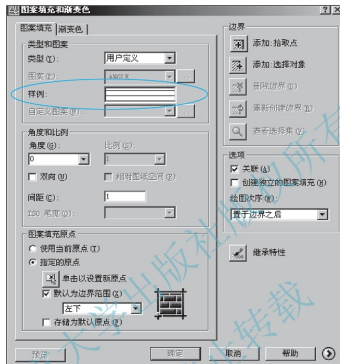 图案填充和渐变色
图案填充 渐变色
类型和图案
类型(Y): 用户定义
图案(P): ANGLE
样例:
自定义图案(M):
角度和比例
角度(G): 比例(S):
0 1
双向(U) 相对图纸空间(E)
间距(C): 1
ISO 笔宽(O):
图案填充原点
使用当前原点(T)
指定的原点
单击以设置新原点
默认为边界范围(X)
左下
存储为默认原点(F)
边界
添加:拾取点
添加:选择对象
删除边界(D)
重新创建边界(R)
查看选择集(V)
选项
关联(A)
创建独立的图案填充(H)
绘图次序(W):
置于边界之后
继承特性
预览 确定 取消 帮助